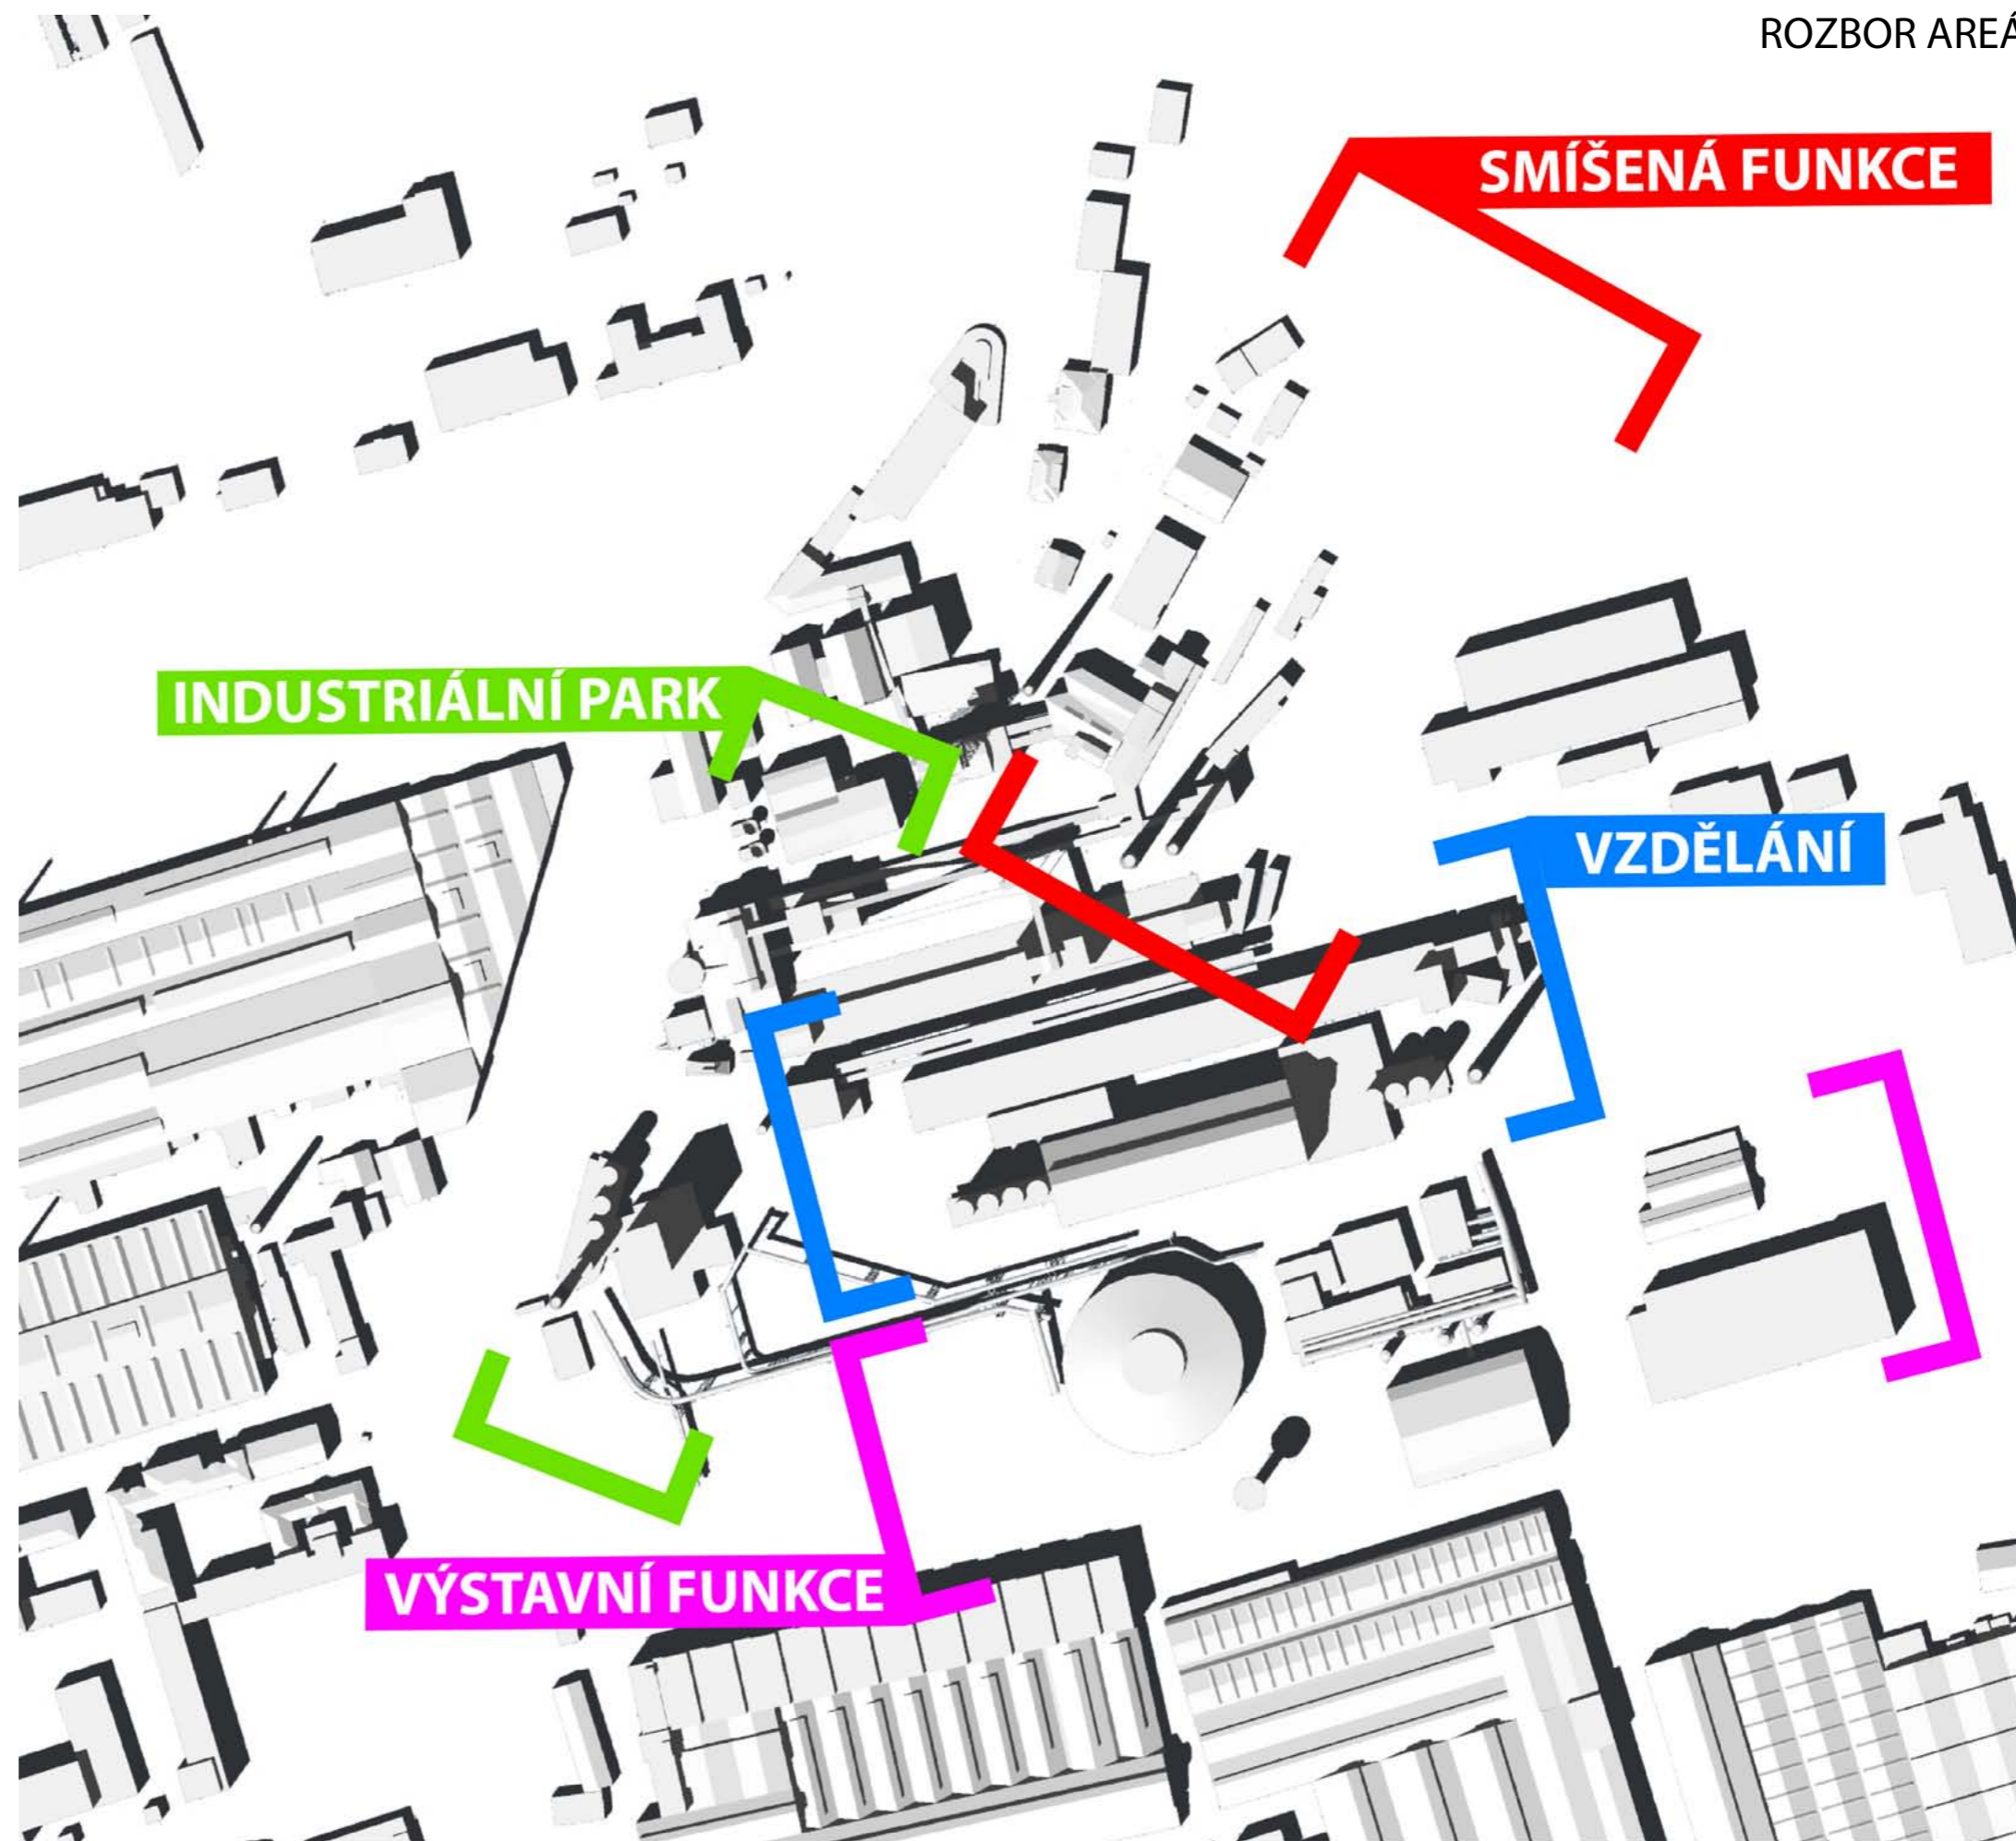 ROZBOR AREÁ
SMÍŠENÁ FUNKCE
INDUSTRIÁLNÍ PARK
VZDĚLÁNÍ
VÝSTAVNÍ FUNKCE